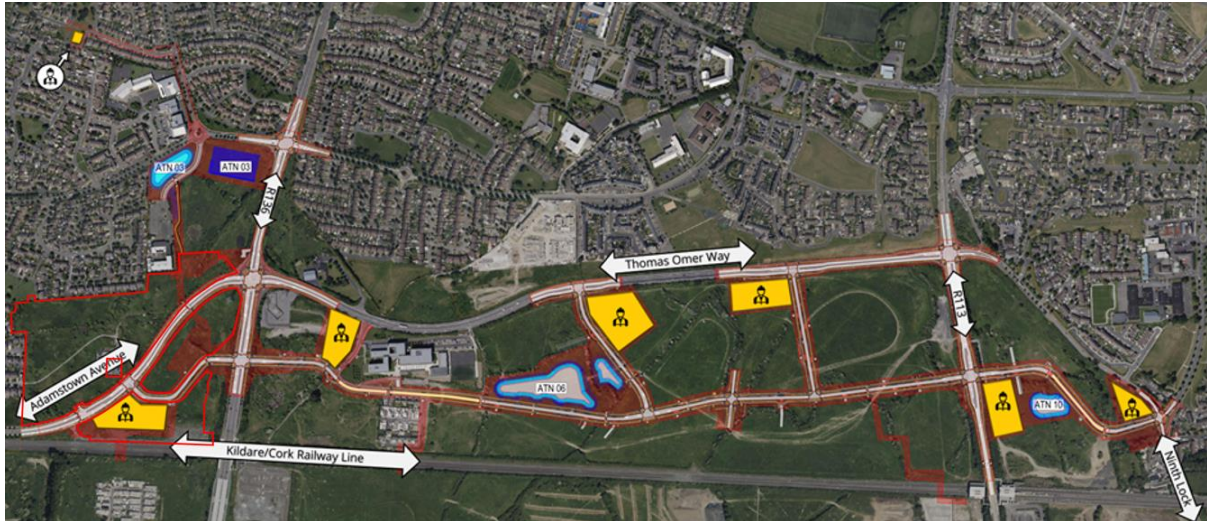 ATN 03
ATN 03
R136
Thomas Omer Way
R113
Adamstown Avenue
ATN 06
ATN 10
Kildare/Cork Railway Line
Ninth Lock